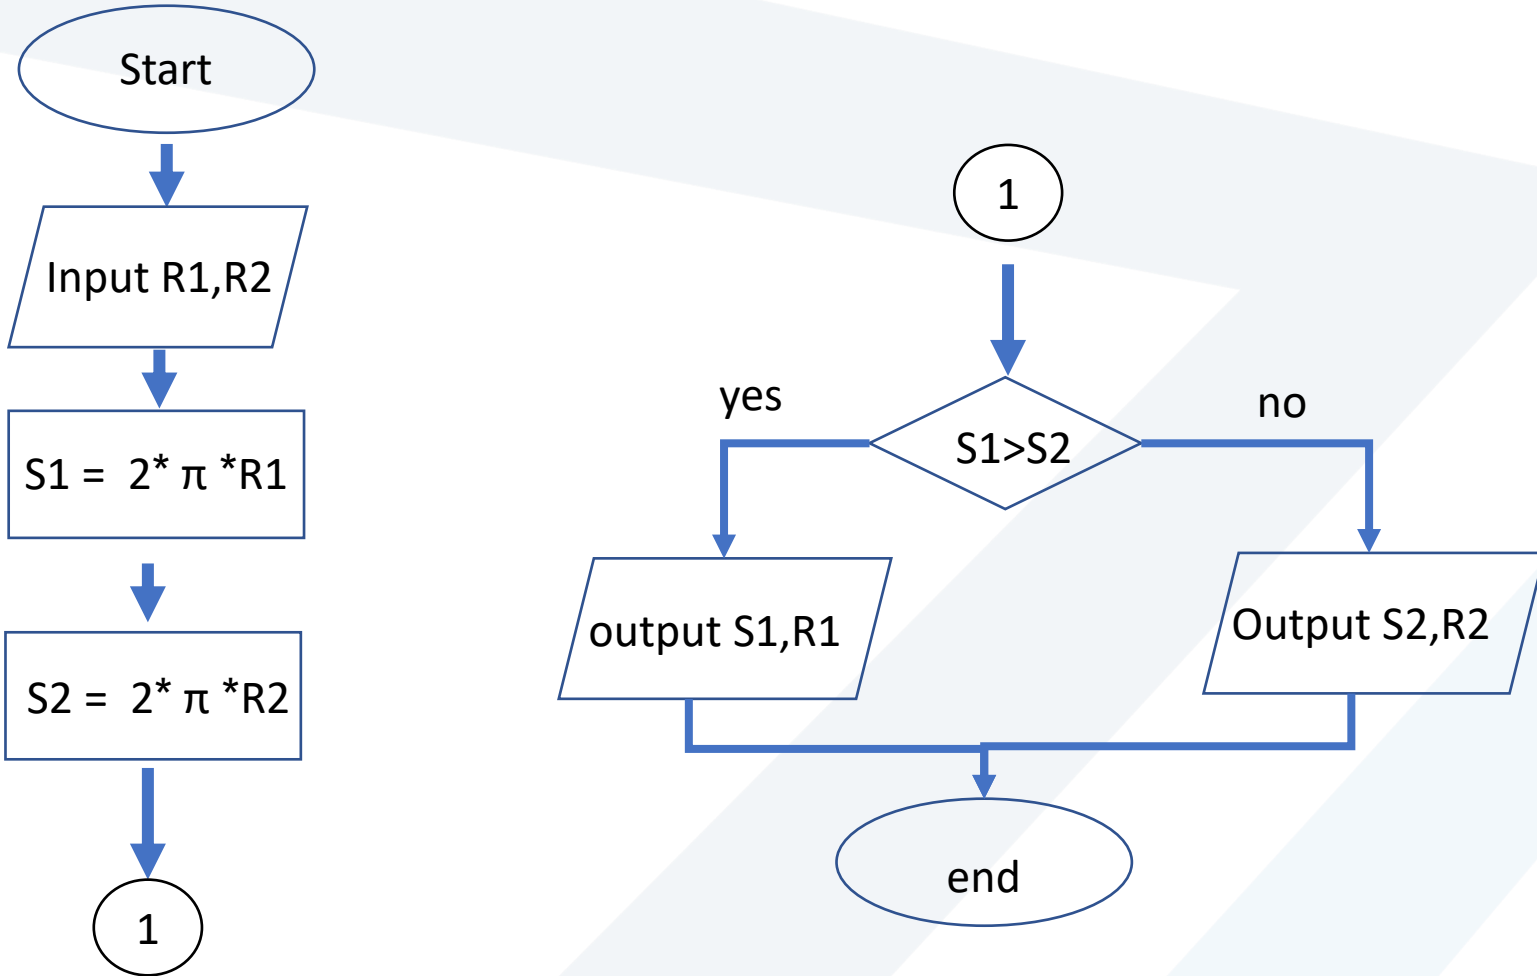 Start
Input R1,R2
S1 =  2* π *R1
S2 =  2* π *R2
1
1
S1>S2
yes
no
output S1,R1
Output S2,R2
end